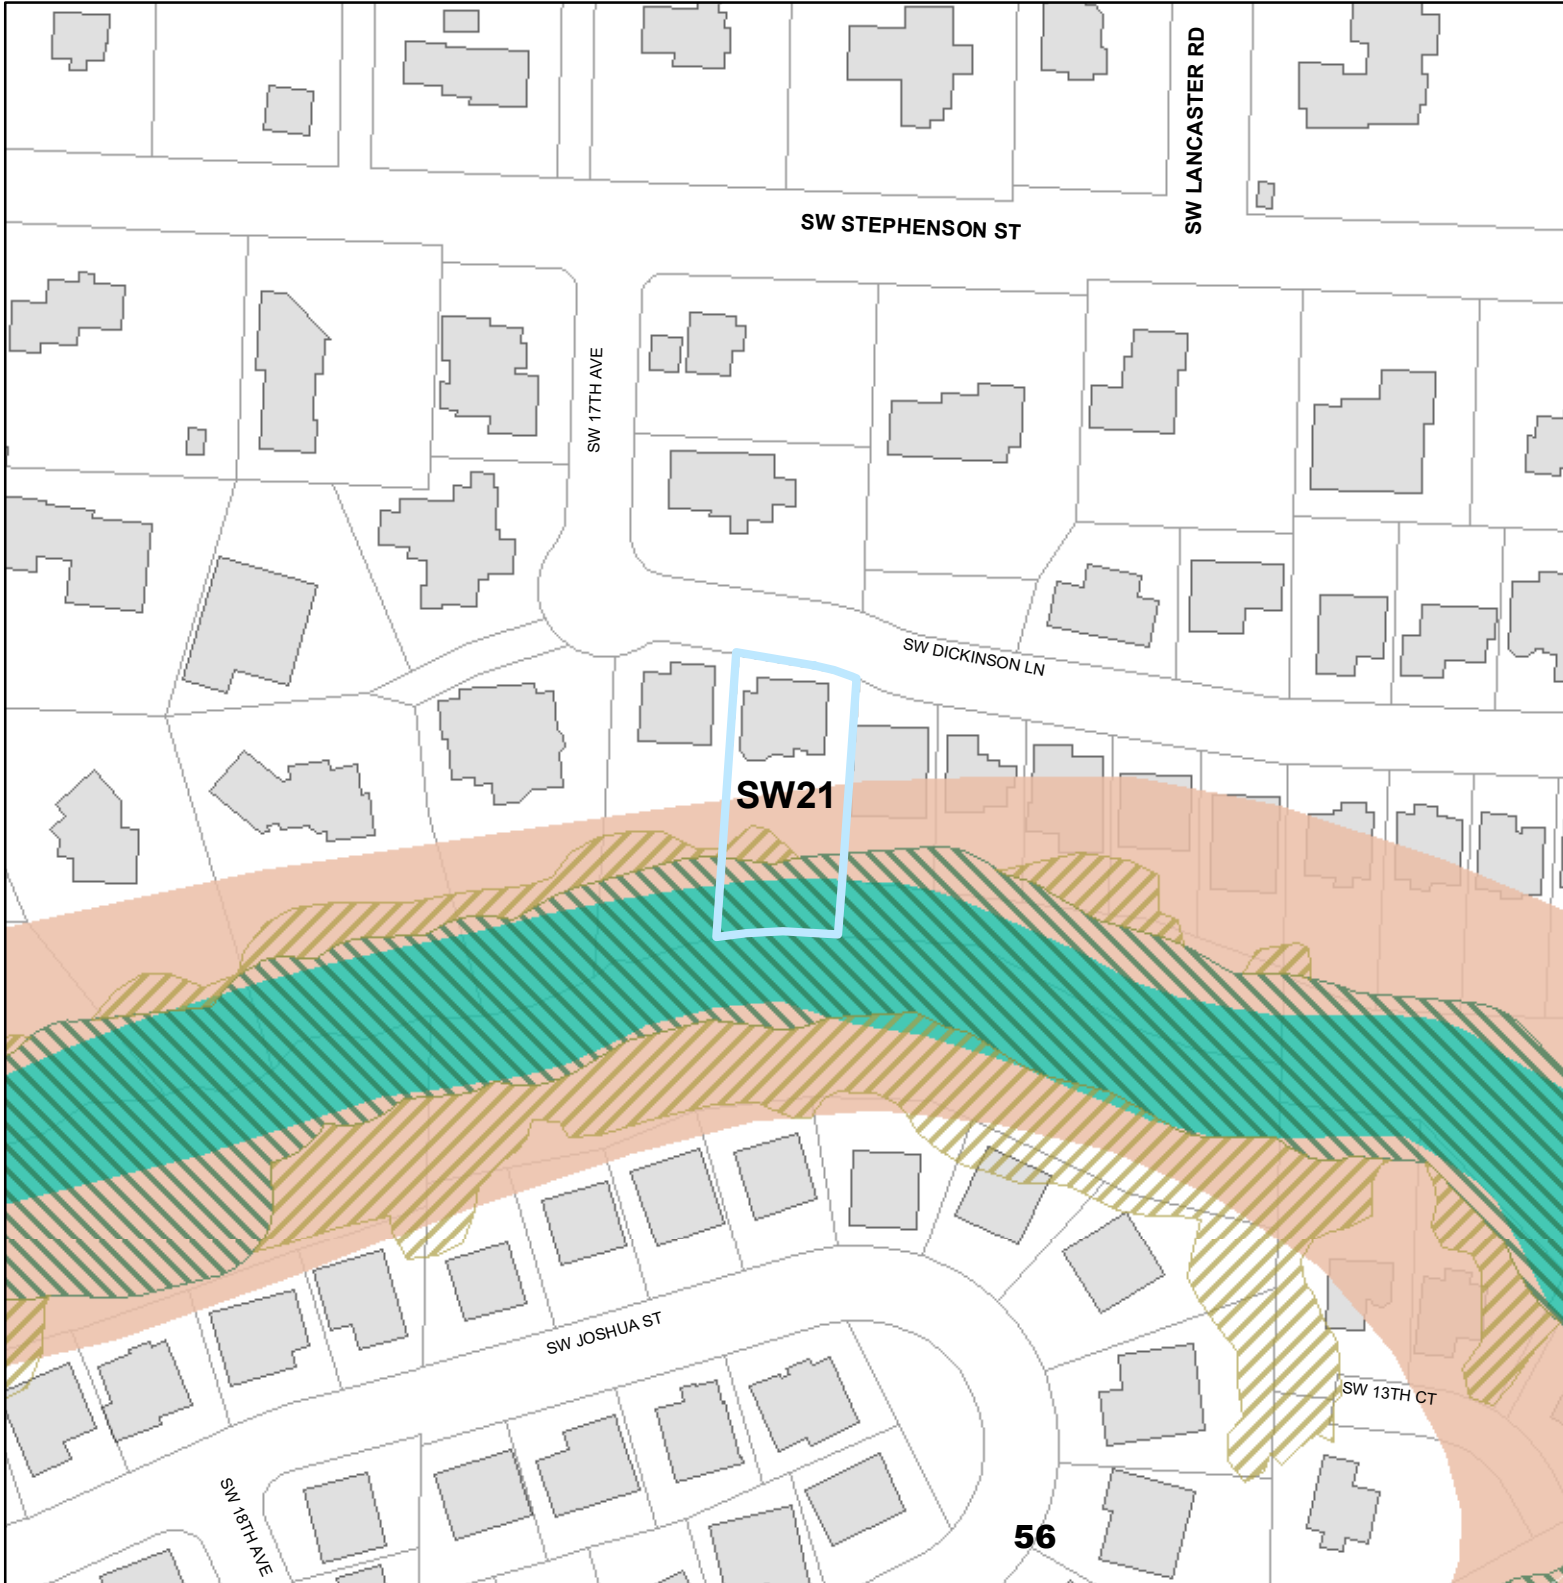 SW LANCASTER RD
SW STEPHENSON ST
SW 17TH AVE
SW DICKINSON LN
SW21
SW JOSHUA ST
SW 13TH CT
SW 18TH AVE
56